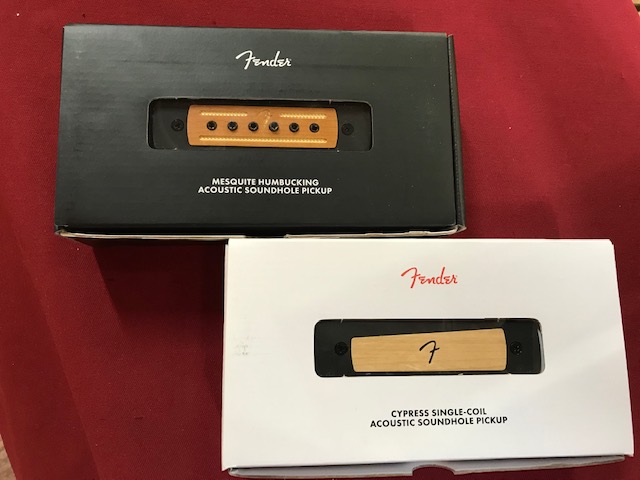 Fender
MESQUITE HUMBUCKING
ACOUSTIC SOUNDHOLE PICKUP
Fender
F
CYPRESS SINGLE-COIL
ACOUSTIC SOUNDHOLE PICKUP